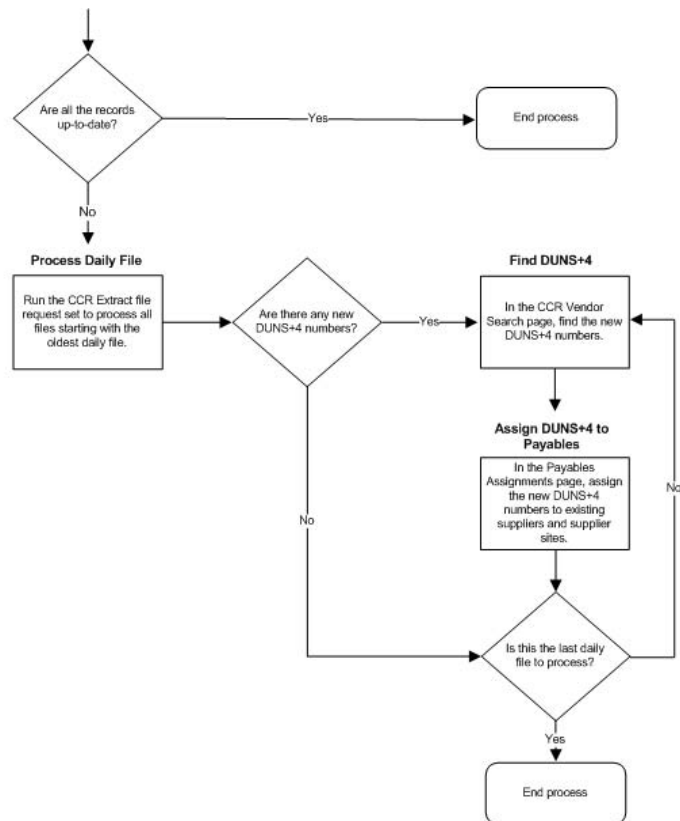 Are all the records
up-to-date?
Yes
End process
No
Process Daily File
Run the CCR Extract file
request set to process all
files starting with the
oldest daily file.
Are there any new
DUNS+4 numbers?
Yes
Find DUNS+4
In the CCR Vendor
Search page, find the new
DUNS+4 numbers.
Assign DUNS+4 to
Payables
In the Payables
Assignments page, assign
the new DUNS+4
numbers to existing
suppliers and supplier
sites.
No
No
Is this the last daily
file to process?
Yes
End process